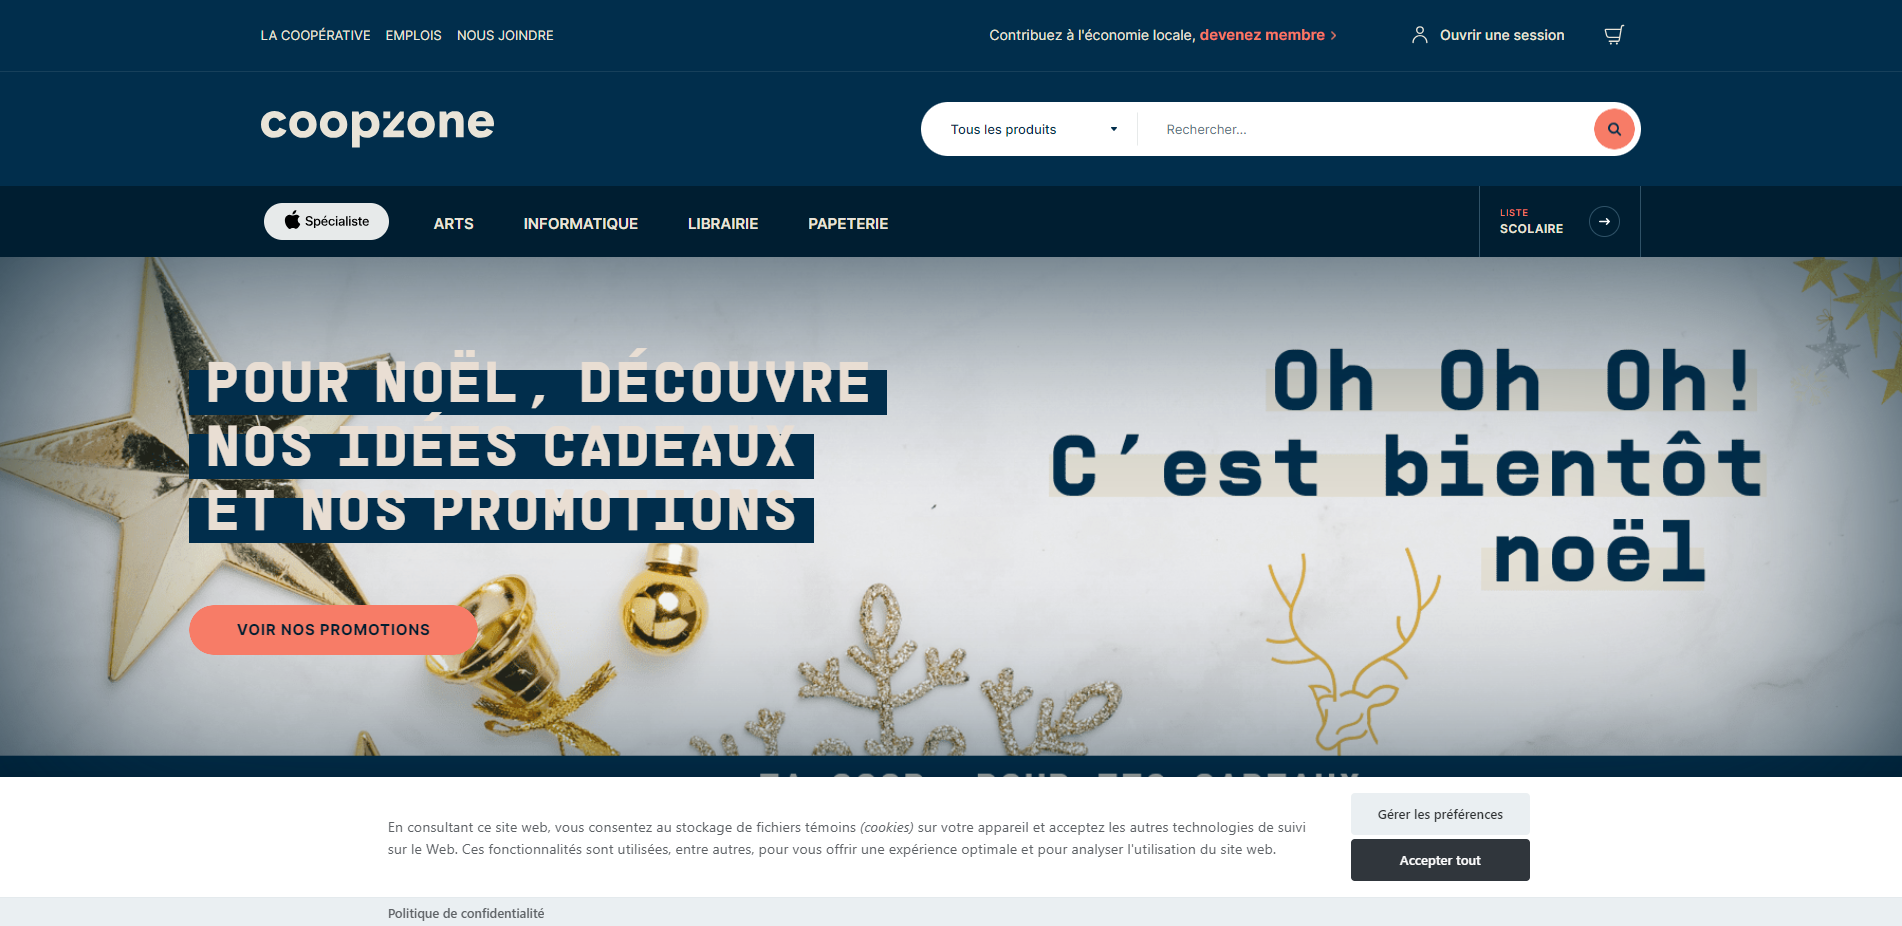 LA COOPÉRATIVE EMPLOIS NOUS JOINDRE
Contribuez à l'économie locale, devenez membre >
Ouvrir une session
coopzone
Tous les produits
Rechercher...
Spécialiste
ARTS
INFORMATIQUE
LIBRAIRIE
PAPETERIE
LISTE
SCOLAIRE
POUR NOËL, DÉCOUVRE
NOS IDÉES CADEAUX
ET NOS PROMOTIONS
VOIR NOS PROMOTIONS
Oh Oh Oh!
C'est bientôt
noël
En consultant ce site web, vous consentez au stockage de fichiers témoins (cookies) sur votre appareil et acceptez les autres technologies de suivi
sur le Web. Ces fonctionnalités sont utilisées, entre autres, pour vous offrir une expérience optimale et pour analyser l'utilisation du site web.
Gérer les préférences
Accepter tout
Politique de confidentialité